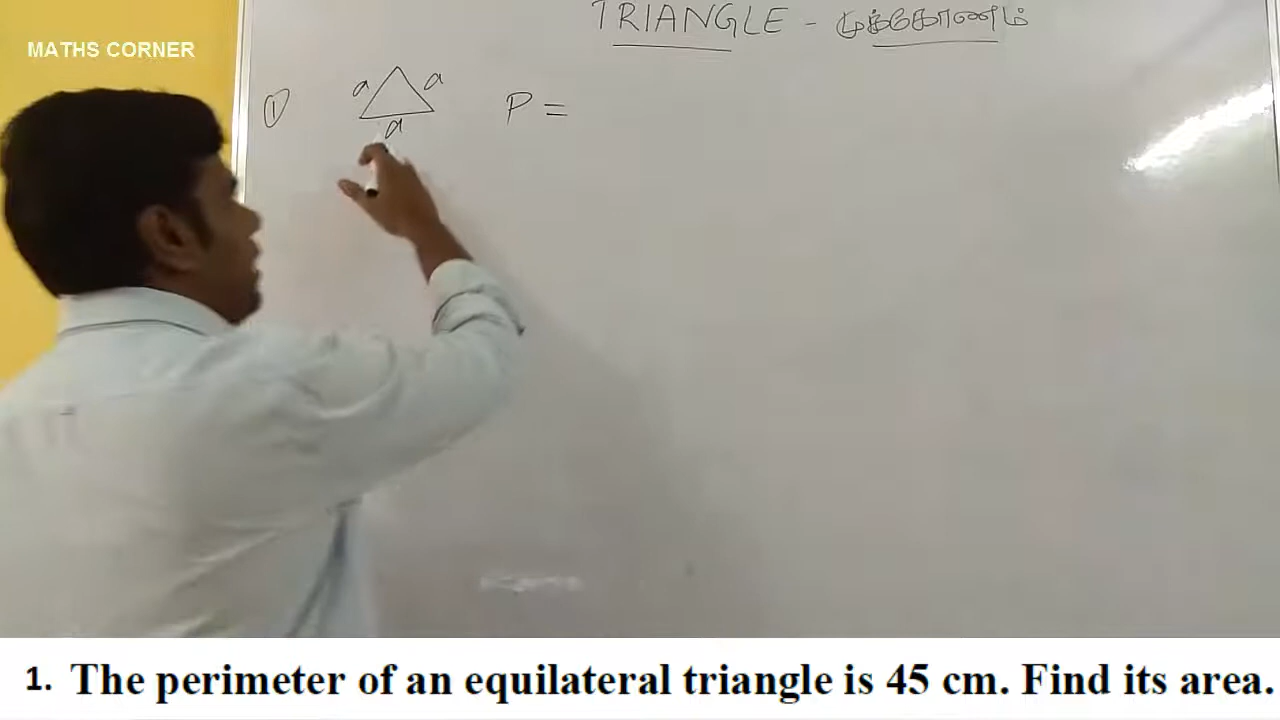 TRIANGLE - முக்கோணம்
MATHS CORNER
① a a P =
a
1. The perimeter of an equilateral triangle is 45 cm. Find its area.